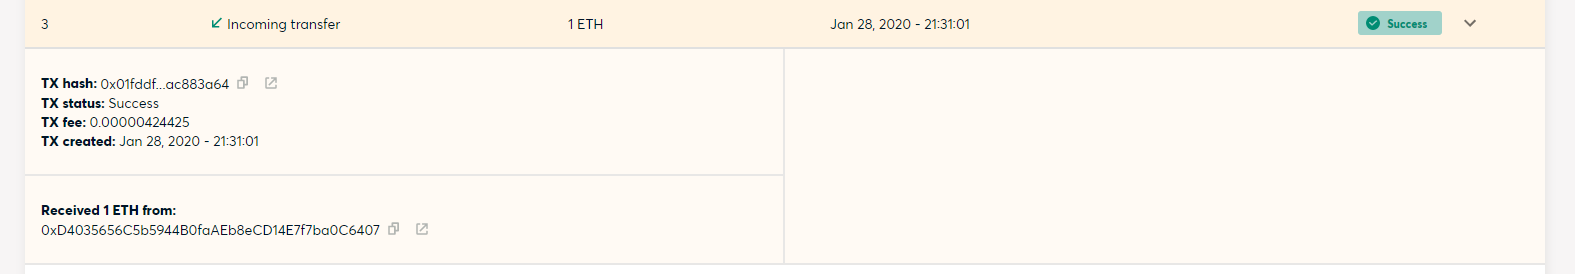 3 Incoming transfer 1 ETH Jan 28, 2020 - 21:31:01 Success
TX hash: 0x01fddf...ac883a64
TX status: Success
TX fee: 0.00000424425
TX created: Jan 28, 2020 - 21:31:01
Received 1 ETH from:
0xD4035656C5b5944B0faAEb8eCD14E7f7ba0C6407